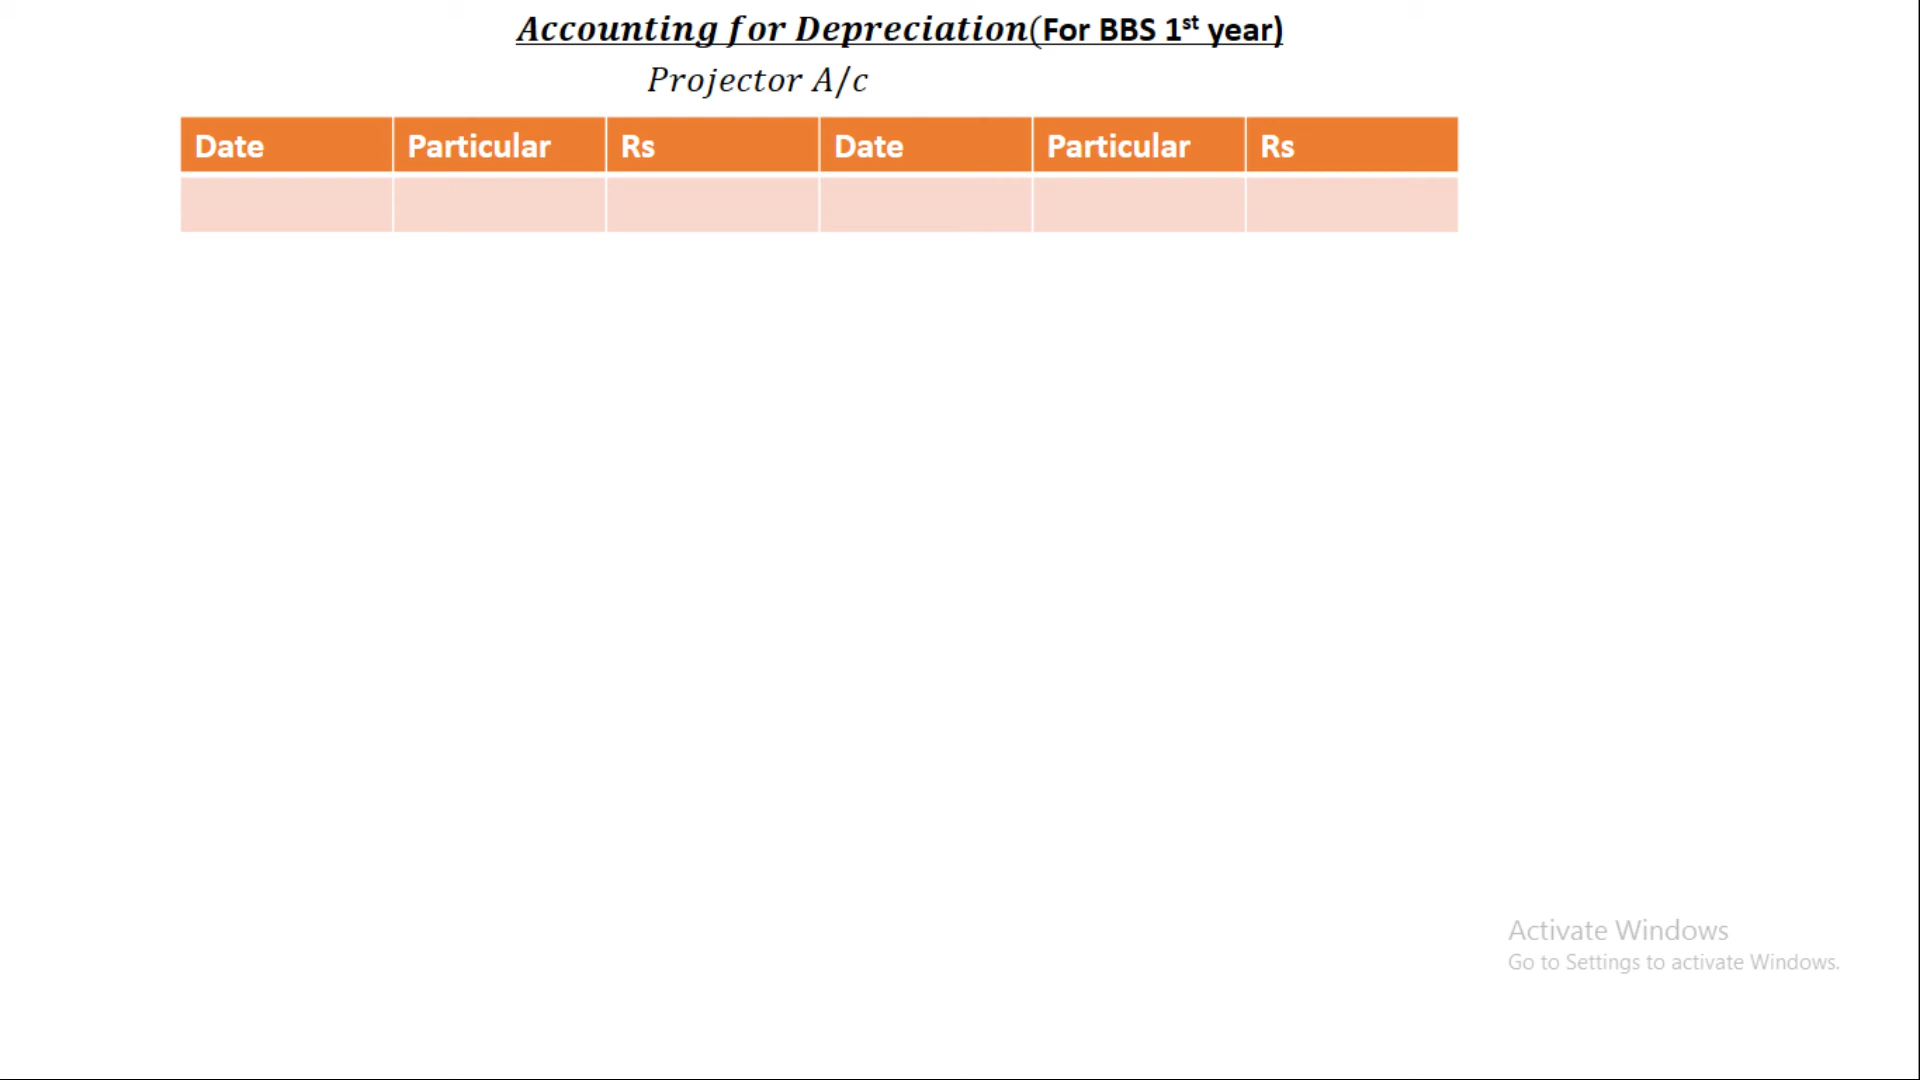 Accounting for Depreciation(For BBS 1st year)
Projector A/c
Date Particular Rs Date Particular Rs
Activate Windows
Go to Settings to activate Windows.